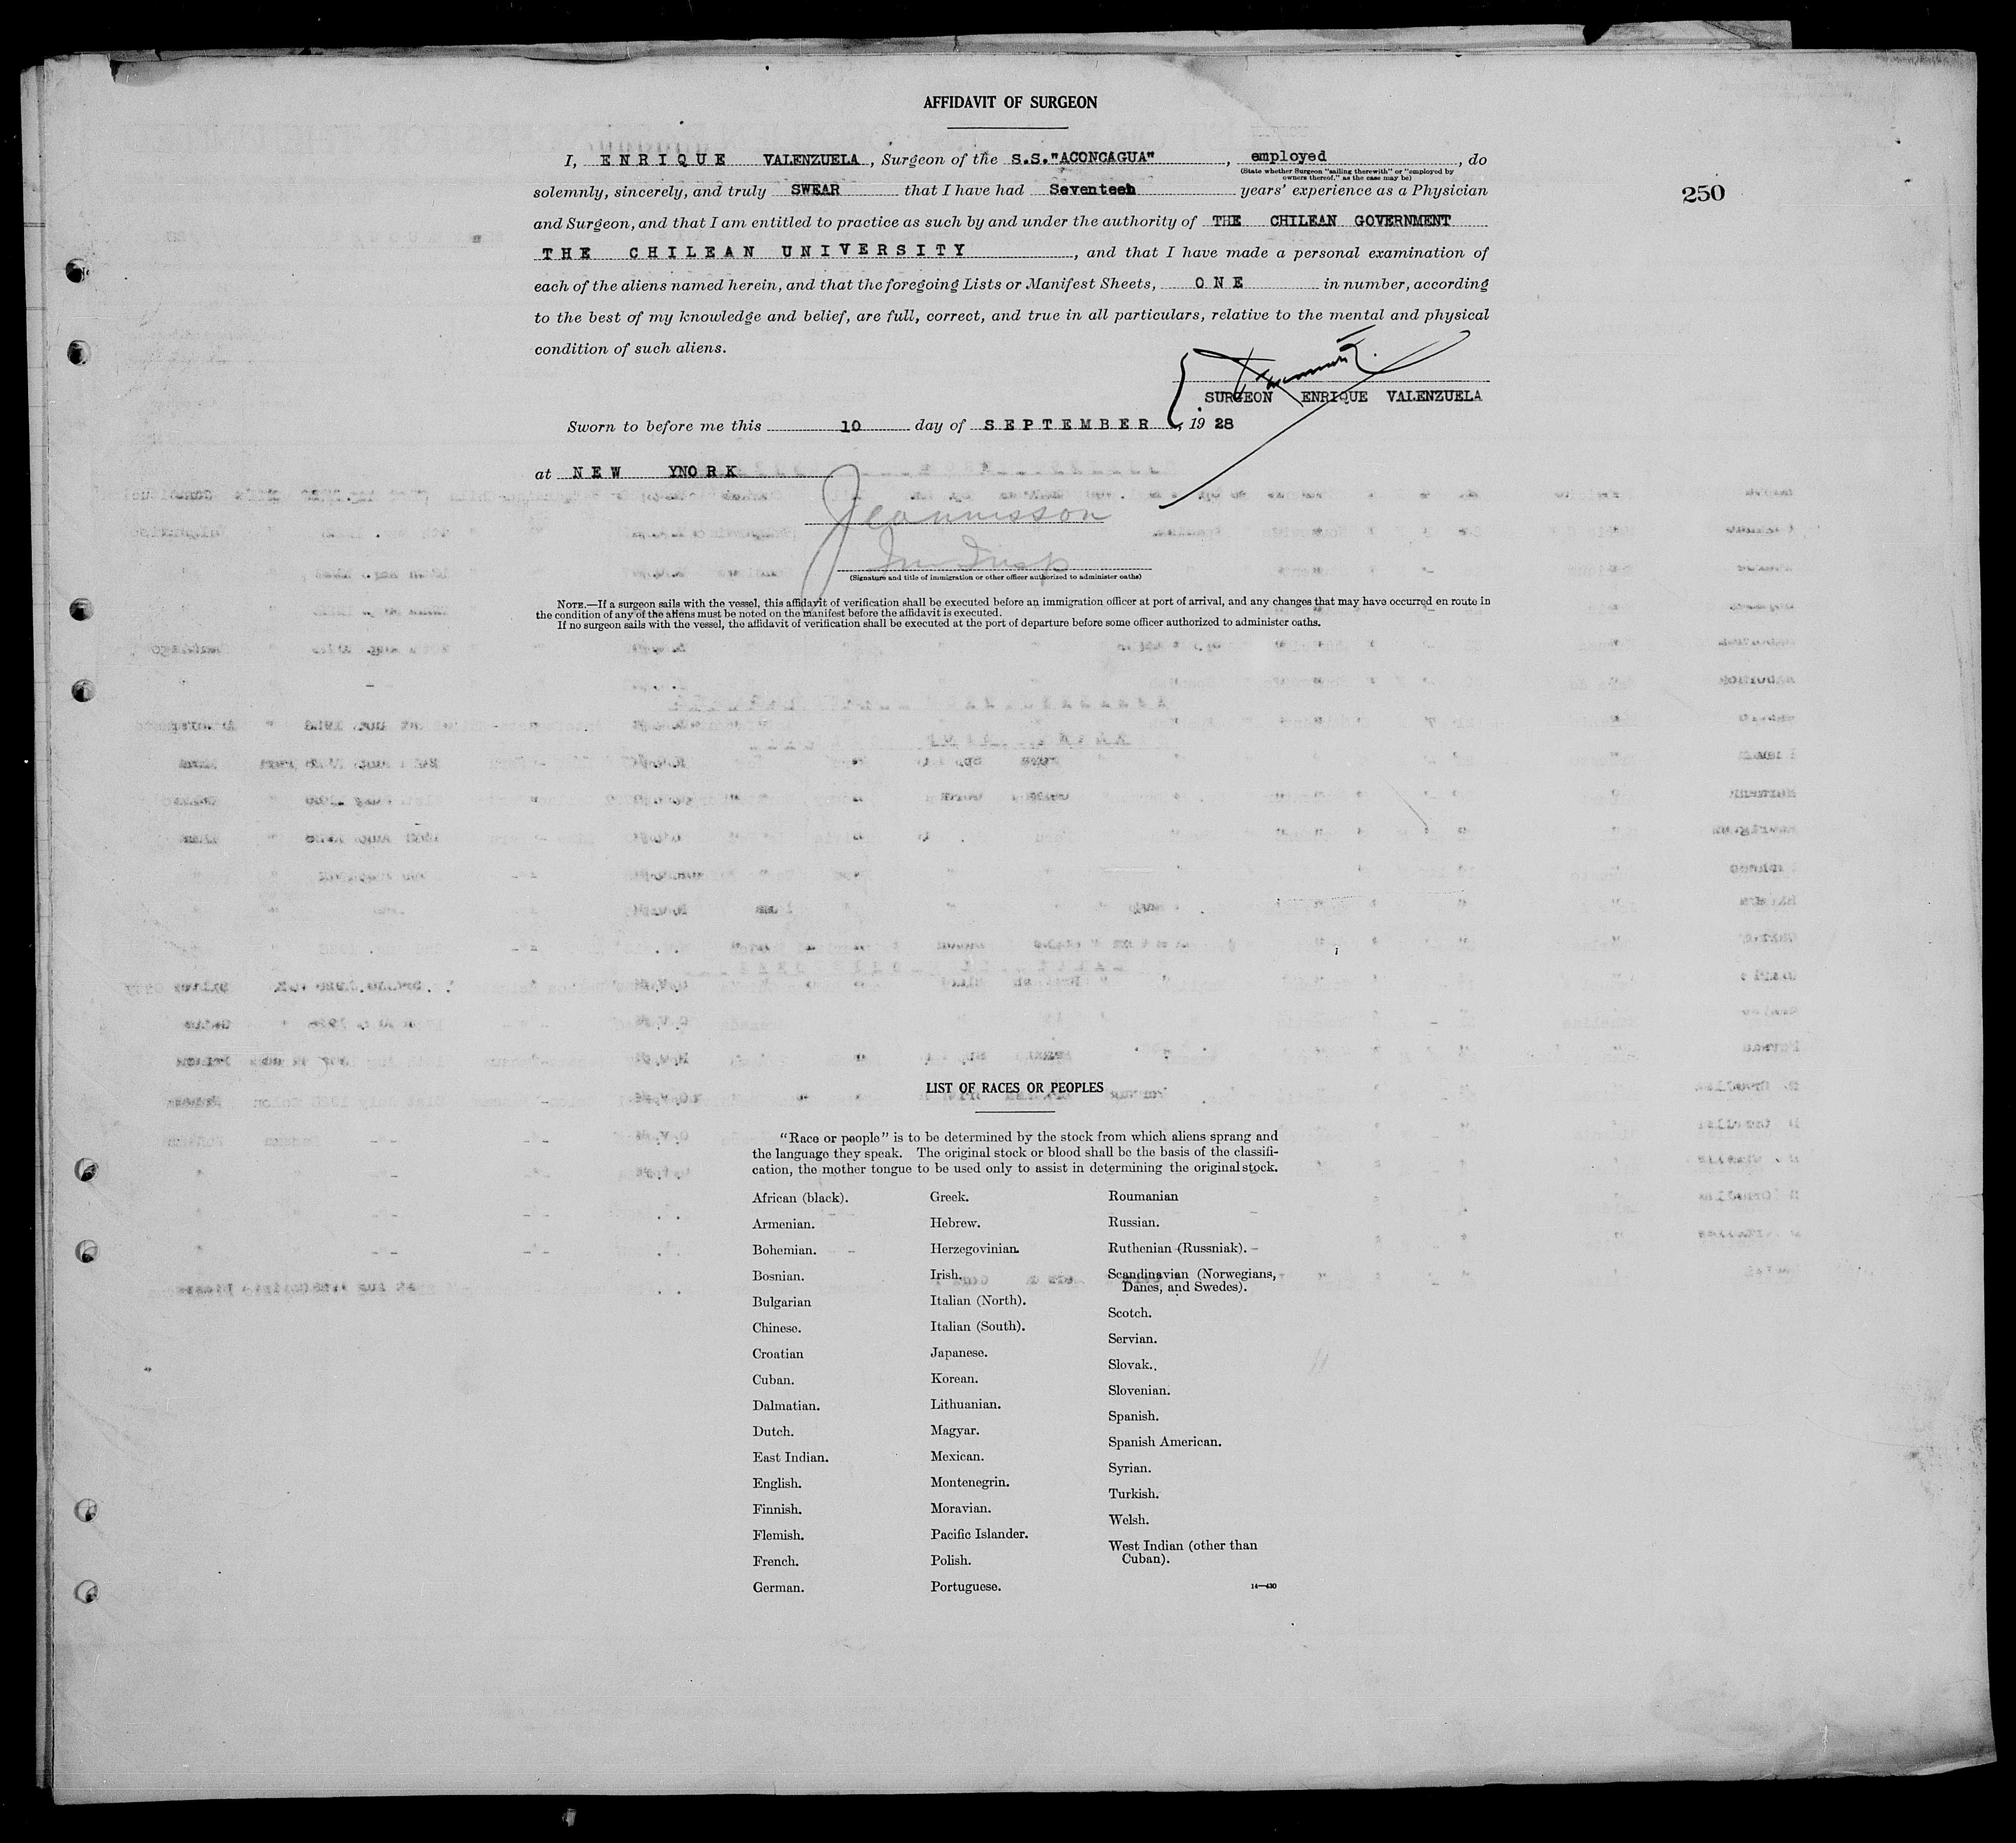 AFFIDAVIT OF SURGEON
I, ENRIQUE VALENZUELA, Surgeon of the S.S."ACONCAGUA", employed, do
(State whether Surgeon "sailing therewith" or "employed by
owners thereof," as the case may be)
solemnly, sincerely, and truly SWEAR that I have had Seventeen years' experience as a Physician
250
and Surgeon, and that I am entitled to practice as such by and under the authority of THE CHILEAN GOVERNMENT
THE CHILEAN UNIVERSITY, and that I have made a personal examination of
each of the aliens named herein, and that the foregoing Lists or Manifest Sheets, ONE in number, according
to the best of my knowledge and belief, are full, correct, and true in all particulars, relative to the mental and physical
condition of such aliens.
SURGEON ENRIQUE VALENZUELA
Sworn to before me this 10 day of SEPTEMBER, 1928
at NEW YNORK
(Signature and title of immigration or other officer authorized to administer oaths)
NOTE.—If a surgeon sails with the vessel, this affidavit of verification shall be executed before an immigration officer at port of arrival, and any changes that may have occurred en route in
the condition of any of the aliens must be noted on the manifest before the affidavit is executed.
If no surgeon sails with the vessel, the affidavit of verification shall be executed at the port of departure before some officer authorized to administer oaths.
LIST OF RACES OR PEOPLES
"Race or people" is to be determined by the stock from which aliens sprang and
the language they speak. The original stock or blood shall be the basis of the classifi-
cation, the mother tongue to be used only to assist in determining the original stock.
African (black).
Armenian.
Bohemian.
Bosnian.
Bulgarian
Chinese.
Croatian
Cuban.
Dalmatian.
Dutch.
East Indian.
English.
Finnish.
Flemish.
French.
German.
Greek.
Hebrew.
Herzegovinian.
Irish.
Italian (North).
Italian (South).
Japanese.
Korean.
Lithuanian.
Magyar.
Mexican.
Montenegrin.
Moravian.
Pacific Islander.
Polish.
Portuguese.
Roumanian
Russian.
Ruthenian (Russniak).
Scandinavian (Norwegians,
Danes, and Swedes).
Scotch.
Servian.
Slovak.
Slovenian.
Spanish.
Spanish American.
Syrian.
Turkish.
Welsh.
West Indian (other than
Cuban).
14—430